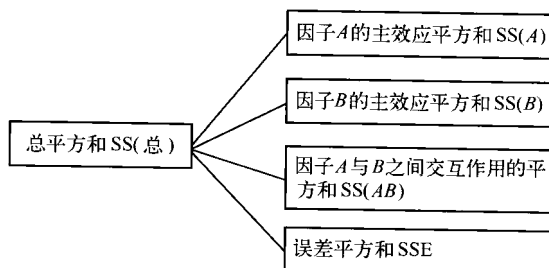 因子A的主效应平方和SS(A)
因子B的主效应平方和SS(B)
总平方和SS(总)
因子A与B之间交互作用的平
方和SS(AB)
误差平方和SSE